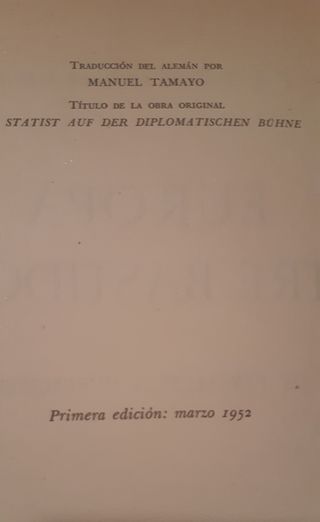 TRADUCCIÓN DEL ALEMÁN POR
MANUEL TAMAYO
TÍTULO DE LA OBRA ORIGINAL
STATIST AUF DER DIPLOMATISCHEN BÜHNE
Primera edición: marzo 1952